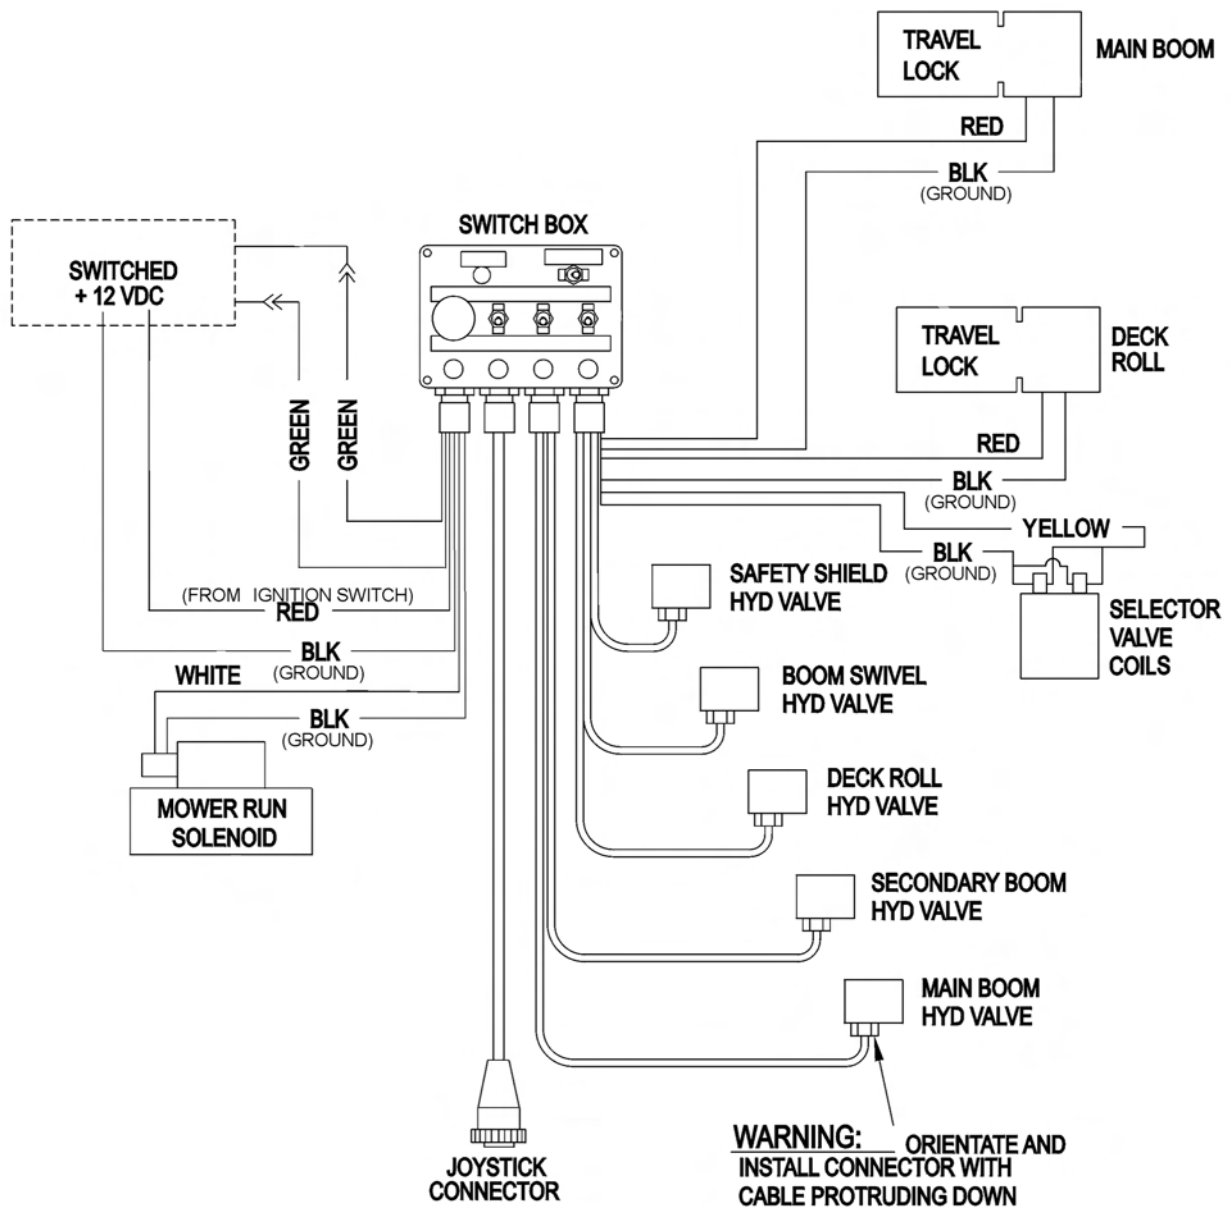 TRAVEL
LOCK
MAIN BOOM
RED
BLK
(GROUND)
SWITCH BOX
SWITCHED
+ 12 VDC
TRAVEL
LOCK
DECK
ROLL
GREEN
GREEN
RED
BLK
(GROUND)
YELLOW
BLK
(GROUND)
SAFETY SHIELD
HYD VALVE
SELECTOR
VALVE
COILS
(FROM IGNITION SWITCH)
RED
BLK
(GROUND)
WHITE
BLK
(GROUND)
BOOM SWIVEL
HYD VALVE
MOWER RUN
SOLENOID
DECK ROLL
HYD VALVE
SECONDARY BOOM
HYD VALVE
MAIN BOOM
HYD VALVE
JOYSTICK
CONNECTOR
WARNING: ORIENTATE AND
INSTALL CONNECTOR WITH
CABLE PROTRUDING DOWN